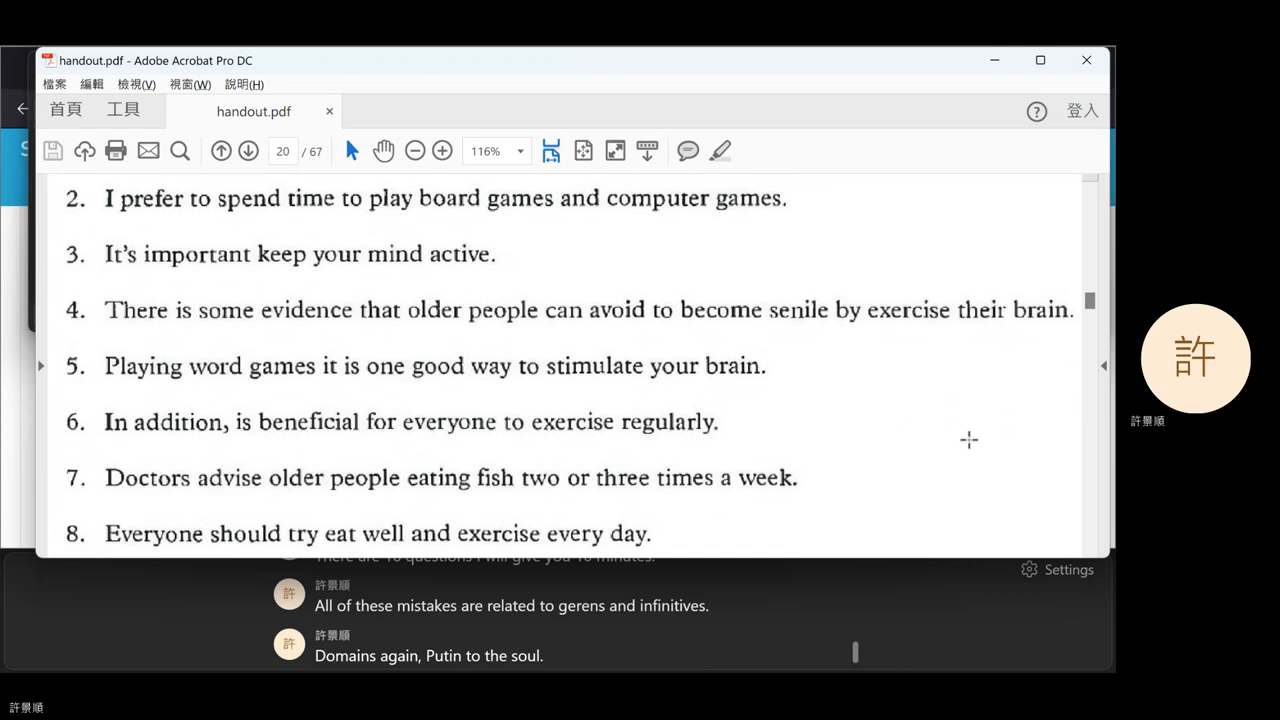 handout.pdf - Adobe Acrobat Pro DC
檔案 編輯 檢視(V) 視窗(W) 說明(H)
首頁 工具 handout.pdf × 登入
20 / 67 116%
2. I prefer to spend time to play board games and computer games.
3. It's important keep your mind active.
4. There is some evidence that older people can avoid to become senile by exercise their brain.
5. Playing word games it is one good way to stimulate your brain.
6. In addition, is beneficial for everyone to exercise regularly.
7. Doctors advise older people eating fish two or three times a week.
8. Everyone should try eat well and exercise every day.
許
許景順
Settings
許 許景順
All of these mistakes are related to gerens and infinitives.
許 許景順
Domains again, Putin to the soul.
許景順